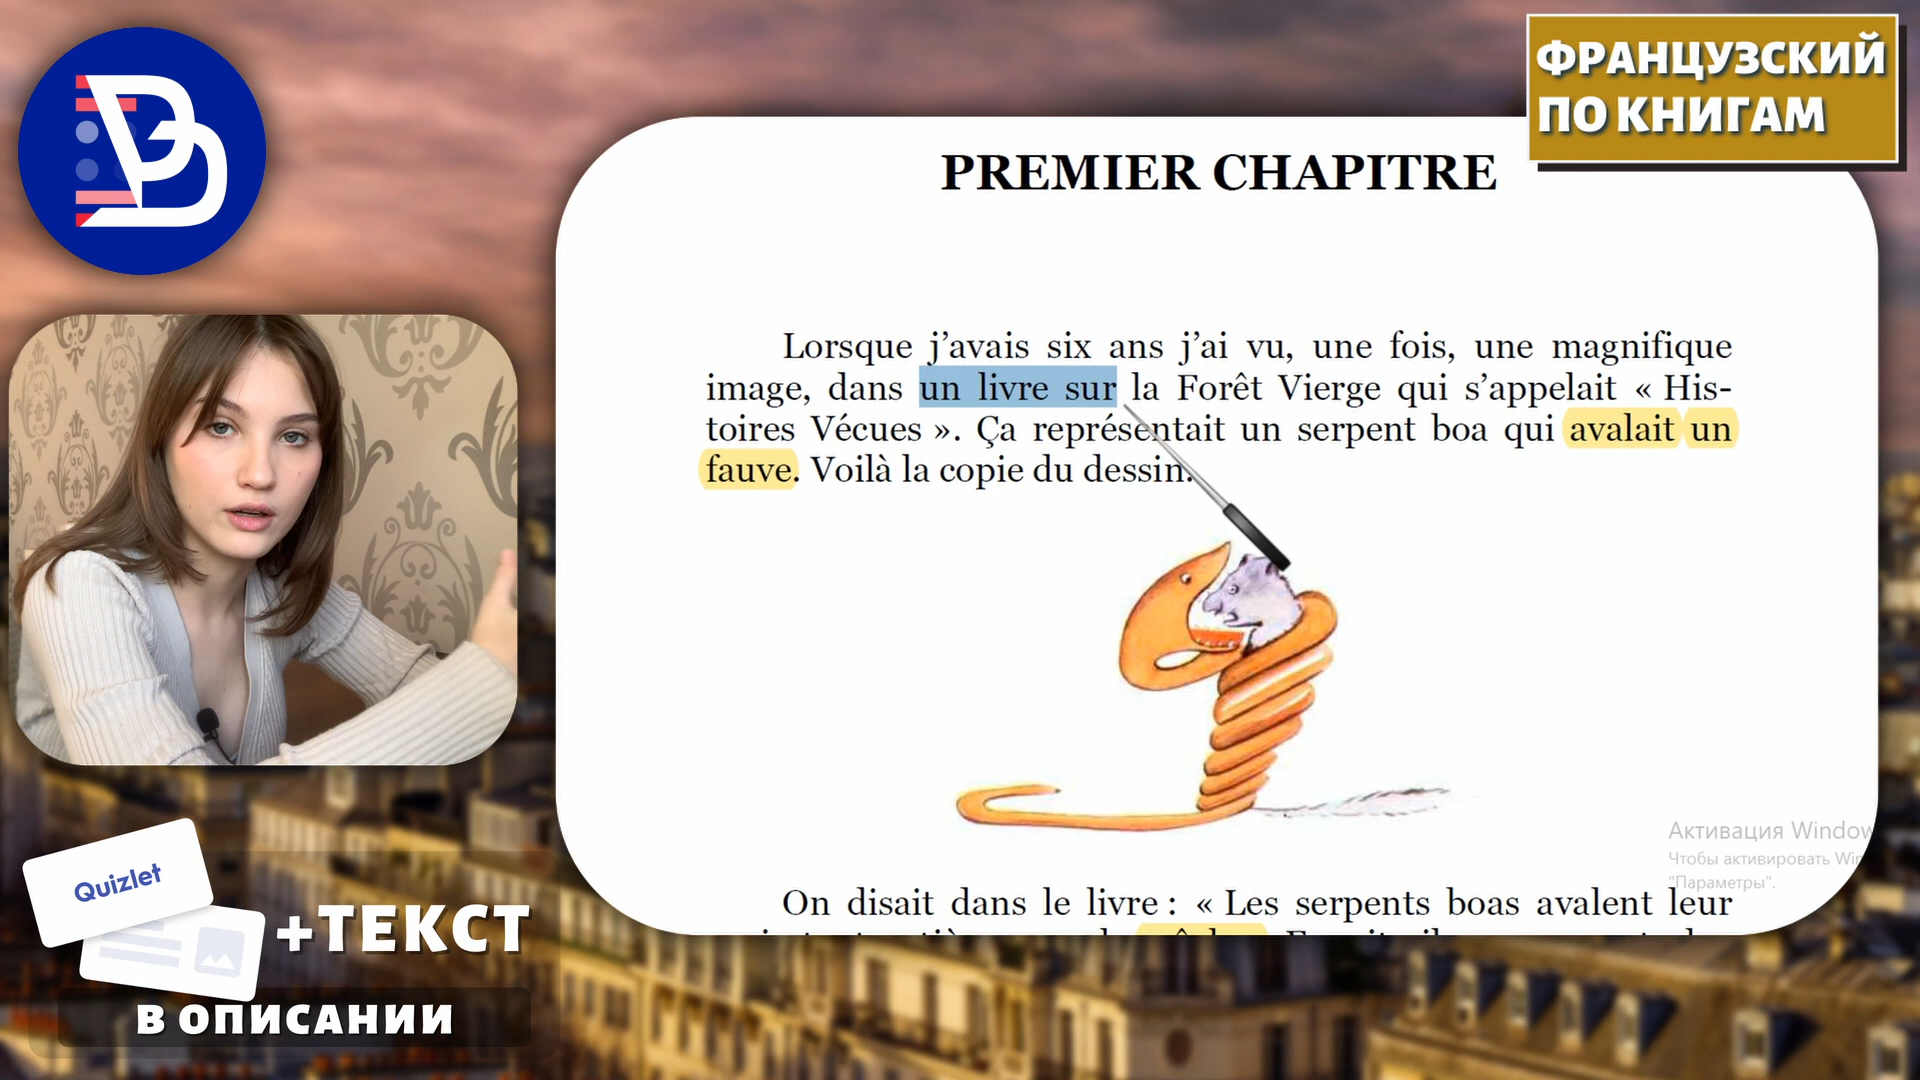 ФРАНЦУЗСКИЙ
ПО КНИГАМ
PREMIER CHAPITRE
Lorsque j’avais six ans j’ai vu, une fois, une magnifique
image, dans un livre sur la Forêt Vierge qui s’appelait « His-
toires Vécues ». Ça représentait un serpent boa qui avalait un
fauve. Voilà la copie du dessin.
Активация Window
Чтобы активировать Win
"Параметры".
On disait dans le livre : « Les serpents boas avalent leur
Quizlet
+ТЕКСТ
В ОПИСАНИИ